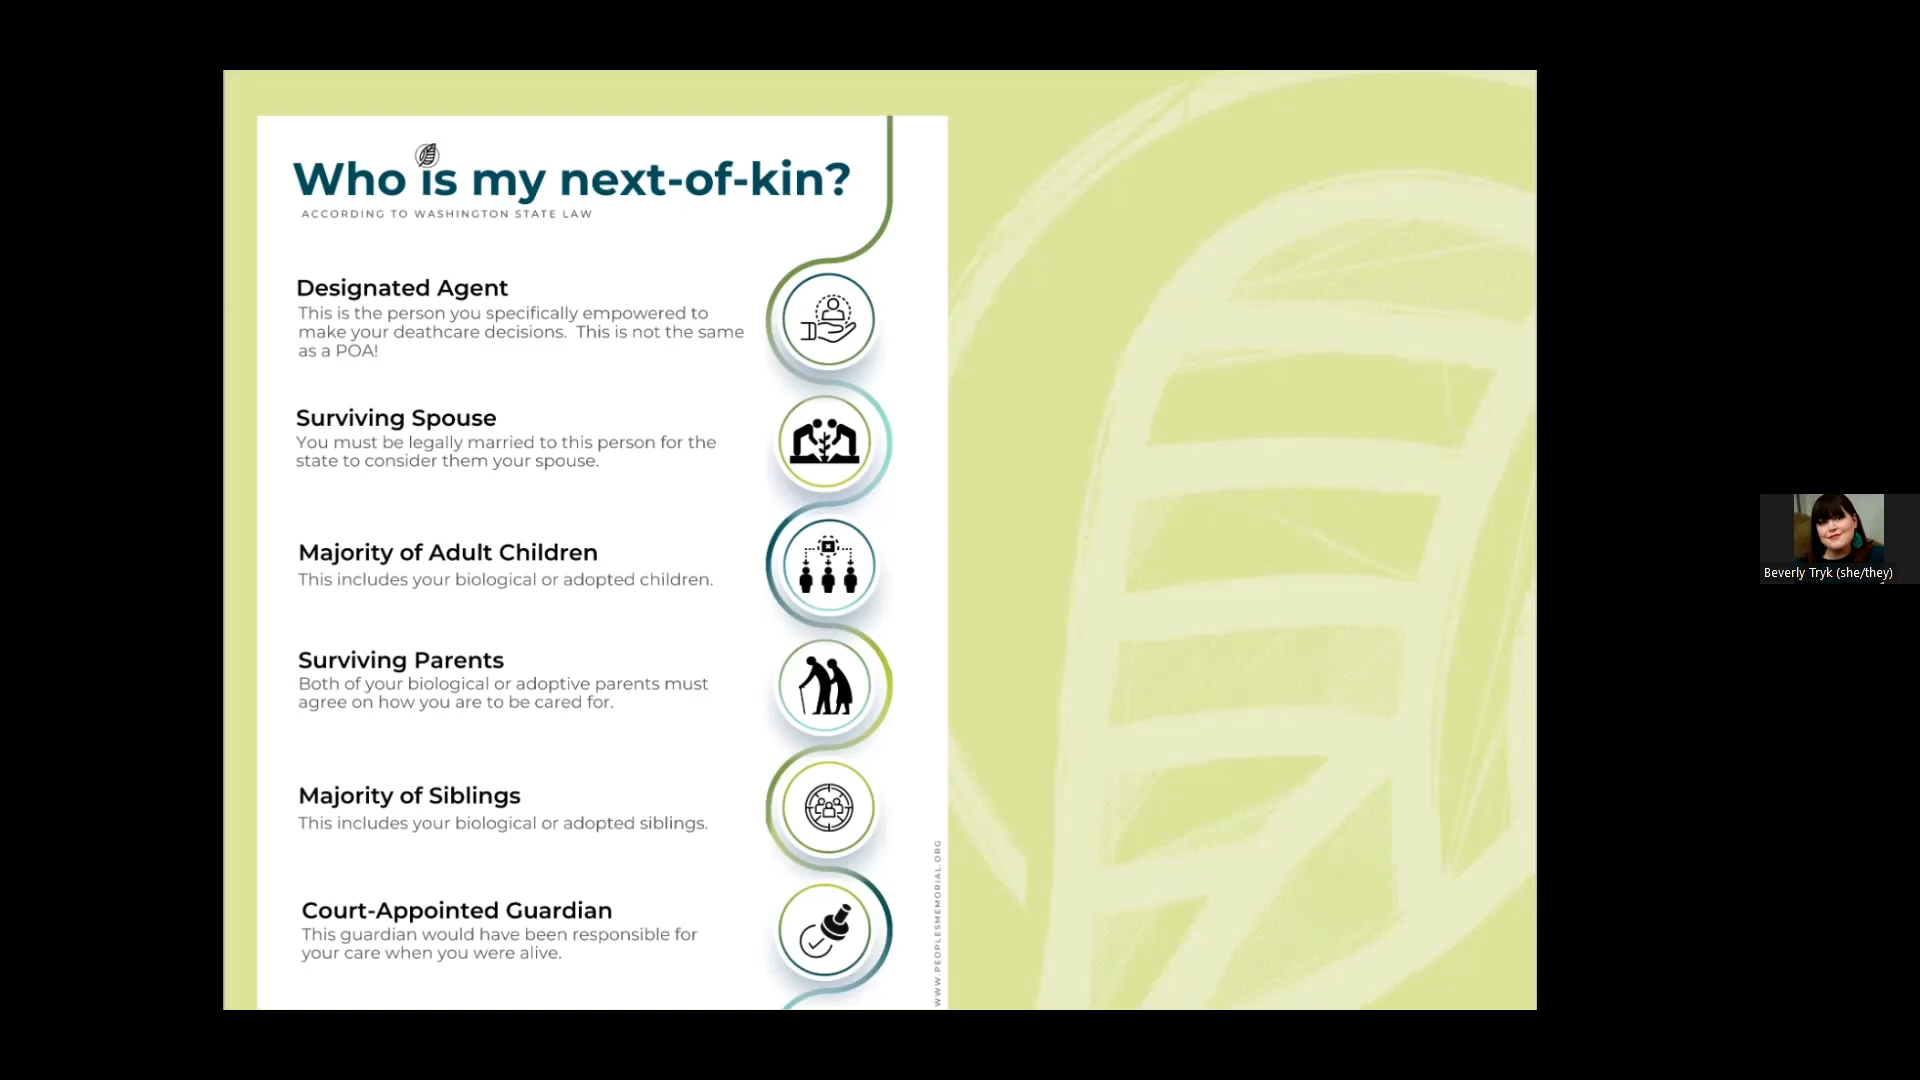 Who is my next-of-kin?
ACCORDING TO WASHINGTON STATE LAW
Designated Agent
This is the person you specifically empowered to
make your deathcare decisions.  This is not the same
as a POA!
Surviving Spouse
You must be legally married to this person for the
state to consider them your spouse.
Majority of Adult Children
This includes your biological or adopted children.
Surviving Parents
Both of your biological or adoptive parents must
agree on how you are to be cared for.
Majority of Siblings
This includes your biological or adopted siblings.
Court-Appointed Guardian
This guardian would have been responsible for
your care when you were alive.
WWW.PEOPLESMEMORIAL.ORG
Beverly Tryk (she/they)